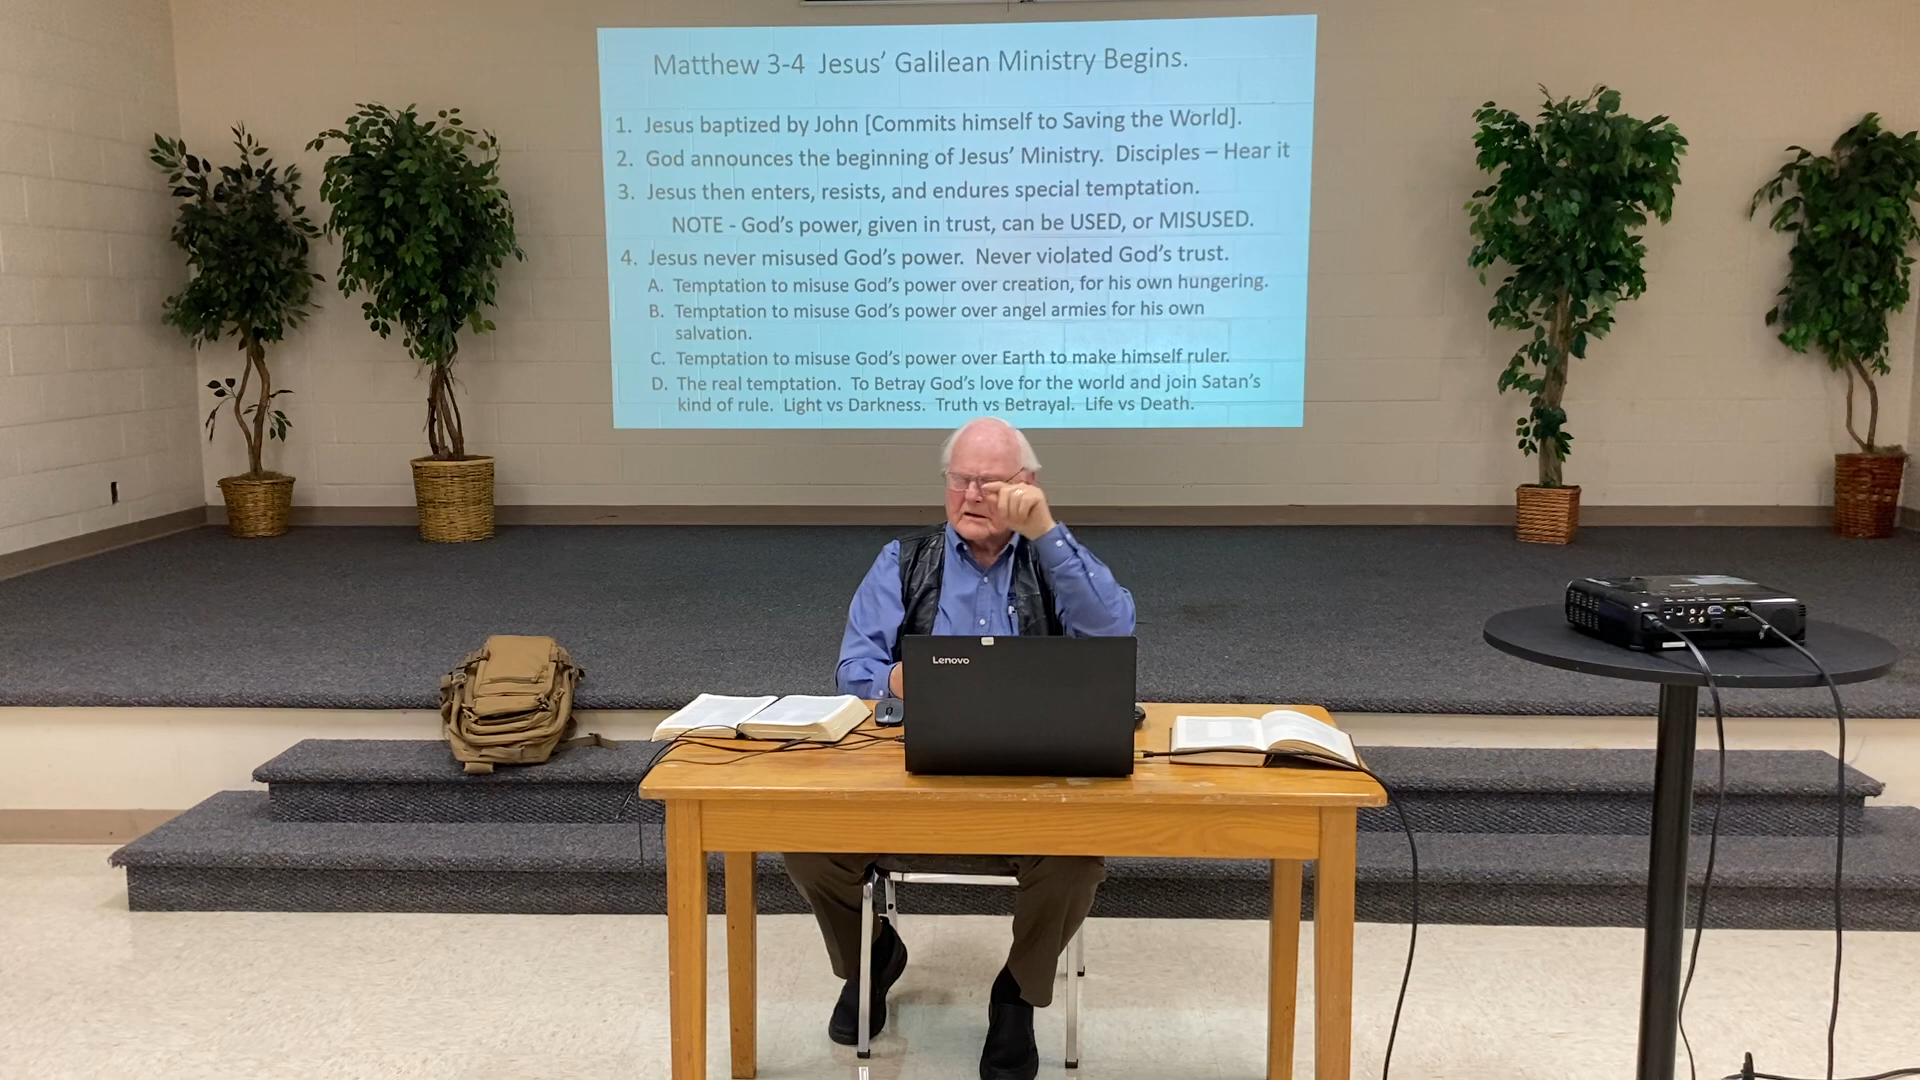 Matthew 3-4 Jesus' Galilean Ministry Begins.
1. Jesus baptized by John [Commits himself to Saving the World].
2. God announces the beginning of Jesus' Ministry. Disciples – Hear it
3. Jesus then enters, resists, and endures special temptation.
NOTE - God's power, given in trust, can be USED, or MISUSED.
4. Jesus never misused God's power. Never violated God's trust.
A. Temptation to misuse God's power over creation, for his own hungering.
B. Temptation to misuse God's power over angel armies for his own
salvation.
C. Temptation to misuse God's power over Earth to make himself ruler.
D. The real temptation. To Betray God's love for the world and join Satan's
kind of rule. Light vs Darkness. Truth vs Betrayal. Life vs Death.
Lenovo